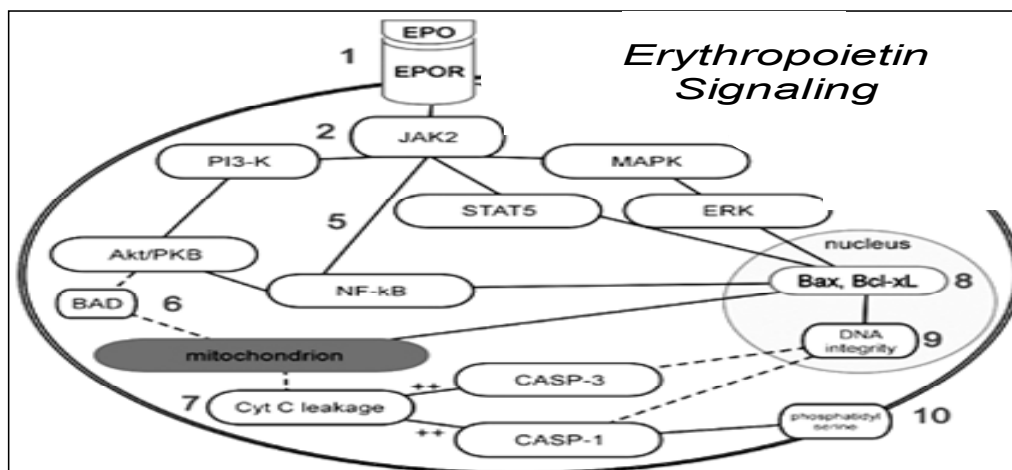 EPO
1
EPOR
Erythropoietin
Signaling
2
JAK2
PI3-K
MAPK
5
STAT5
ERK
nucleus
Akt/PKB
NF-kB
Bax, Bcl-xL
8
BAD
6
DNA
integrity
9
mitochondrion
++
CASP-3
7
Cyt C leakage
++
CASP-1
phosphatidyl
serine
10